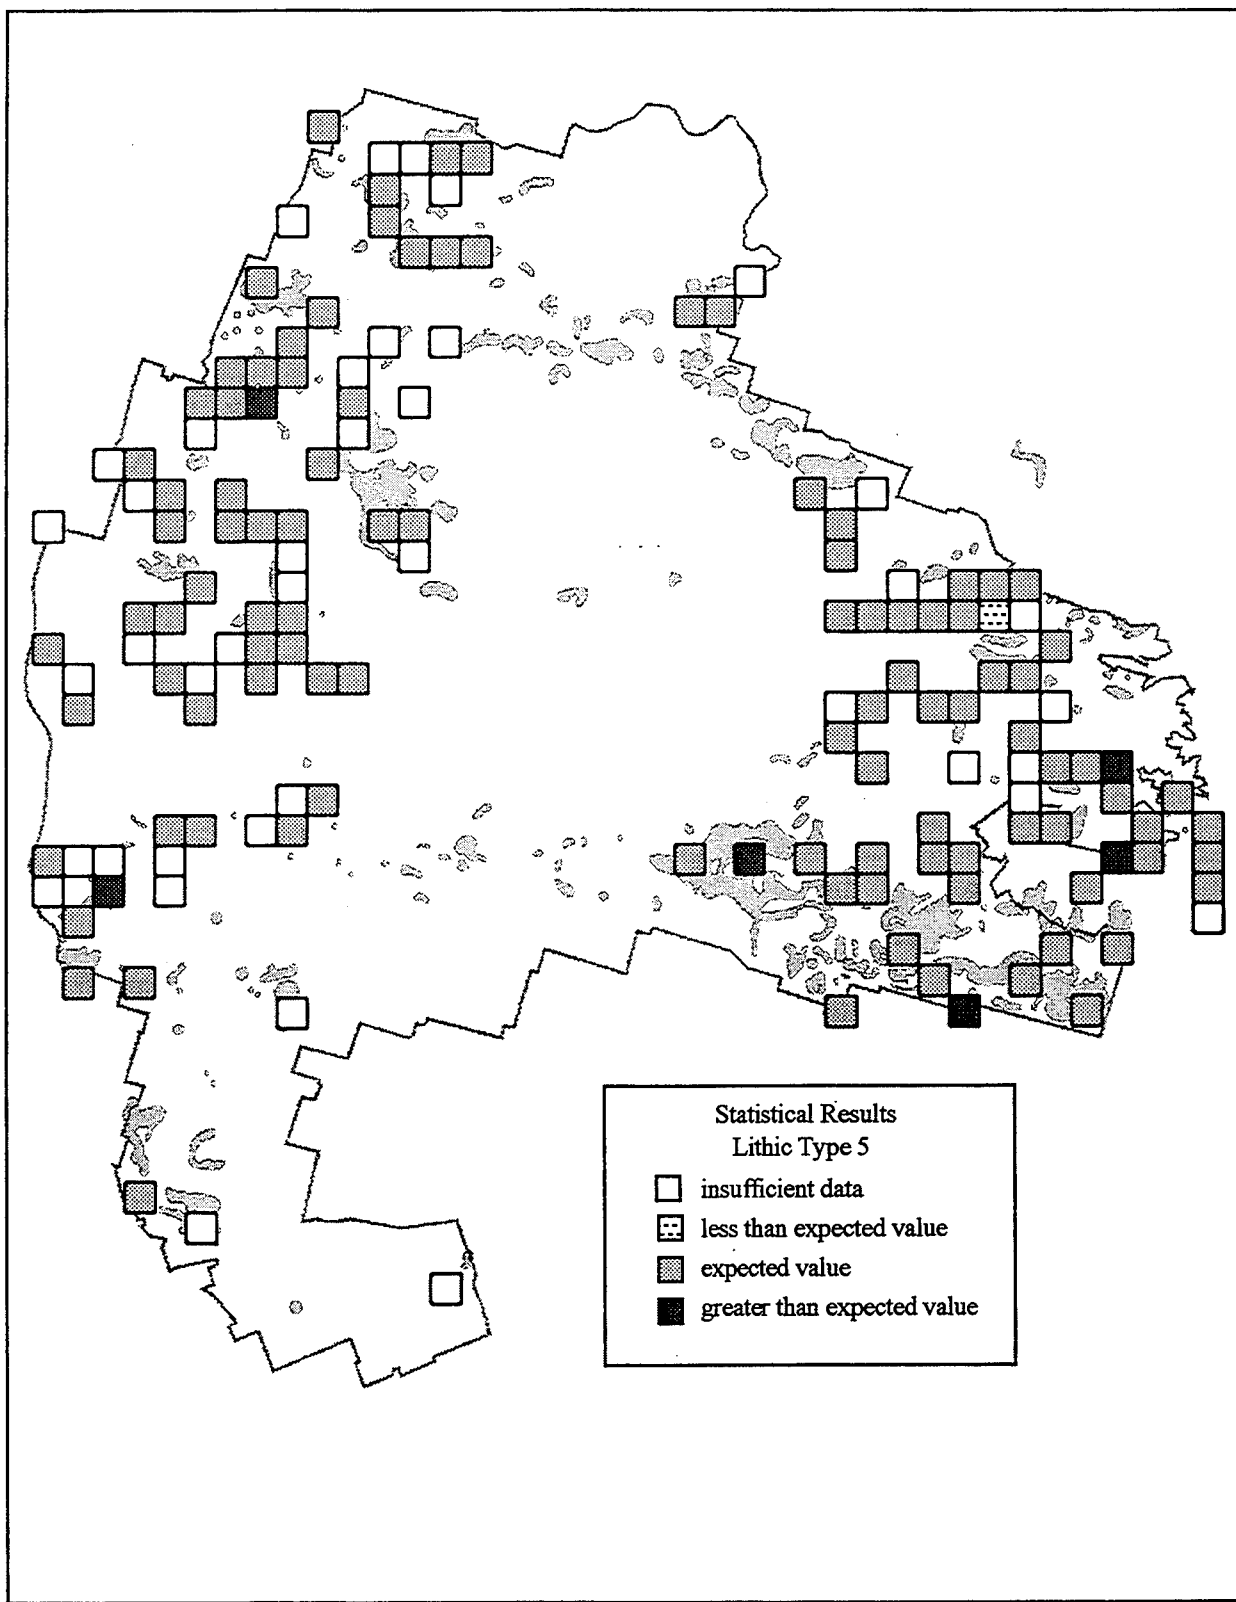 Statistical Results
Lithic Type 5
insufficient data
less than expected value
expected value
greater than expected value